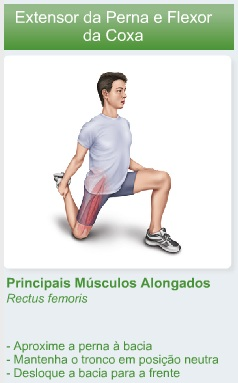 Extensor da Perna e Flexor
da Coxa
Principais Músculos Alongados
Rectus femoris
- Aproxime a perna à bacia
- Mantenha o tronco em posição neutra
- Desloque a bacia para a frente